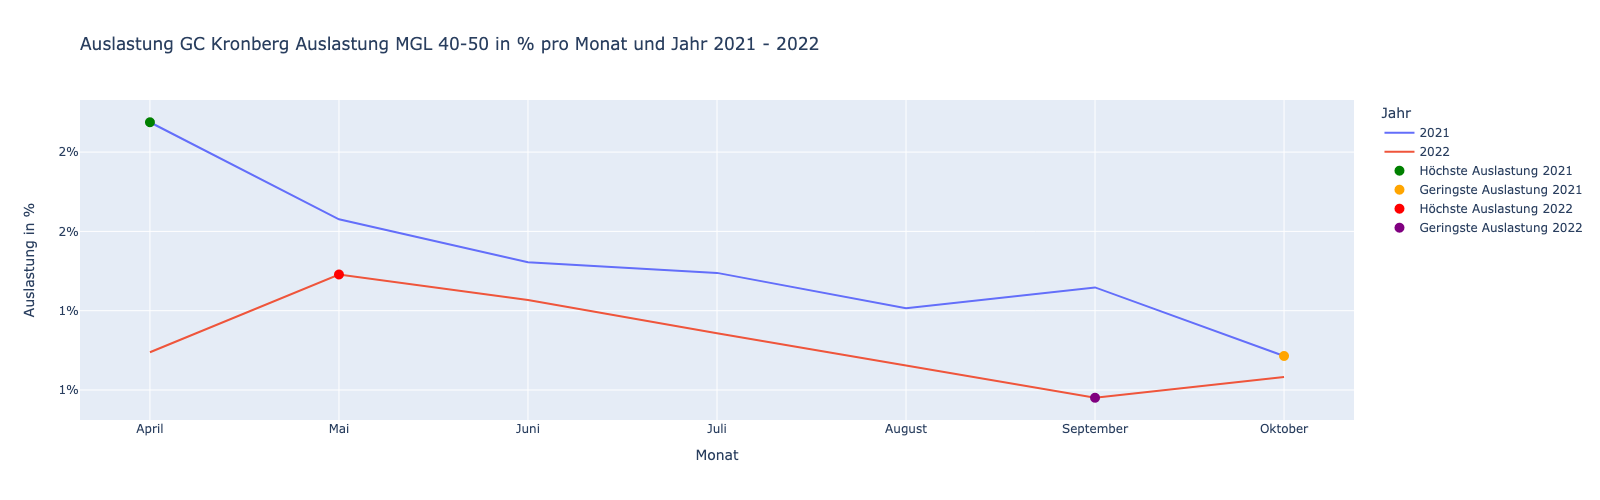 Auslastung GC Kronberg Auslastung MGL 40-50 in % pro Monat und Jahr 2021 - 2022
Auslastung in %
2%
2%
1%
1%
April Mai Juni Juli August September Oktober
Monat
Jahr
2021
2022
Höchste Auslastung 2021
Geringste Auslastung 2021
Höchste Auslastung 2022
Geringste Auslastung 2022